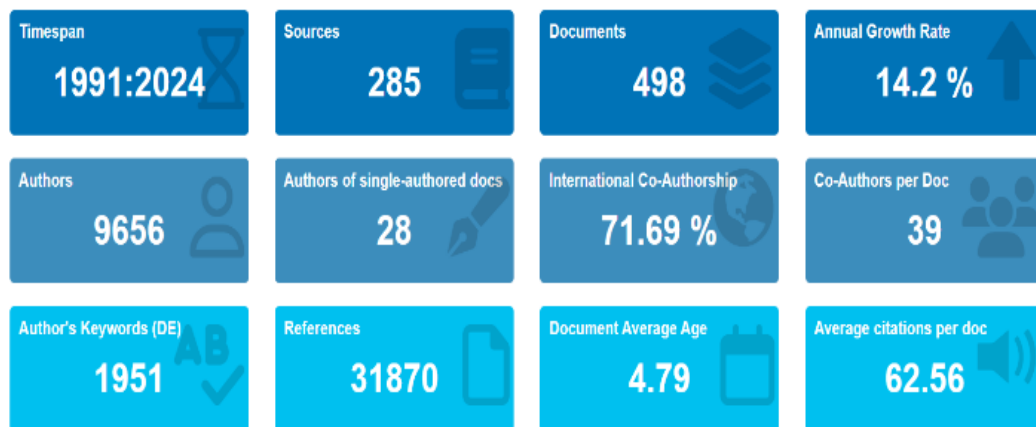 Timespan
1991:2024
Sources
285
Documents
498
Annual Growth Rate
14.2 %
Authors
9656
Authors of single-authored docs
28
International Co-Authorship
71.69 %
Co-Authors per Doc
39
Author's Keywords (DE)
AB
1951
References
31870
Document Average Age
4.79
Average citations per doc
62.56